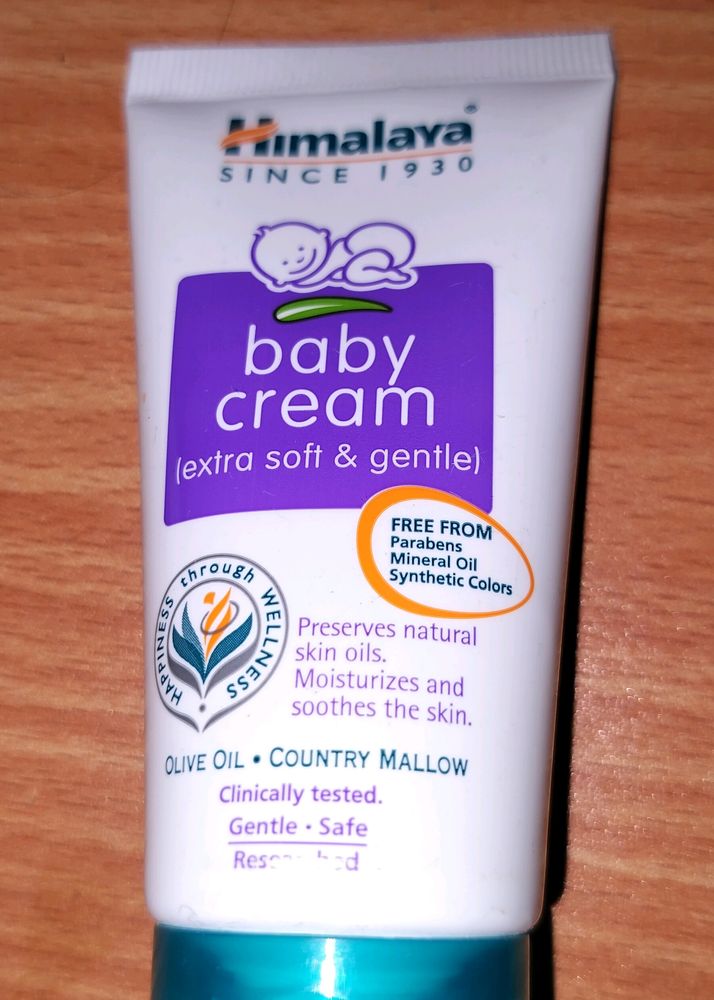 Himalaya®
SINCE 1930
baby
cream
(extra soft & gentle)
FREE FROM
Parabens
Mineral Oil
Synthetic Colors
HAPPINESS through WELLNESS
Preserves natural
skin oils.
Moisturizes and
soothes the skin.
OLIVE OIL • COUNTRY MALLOW
Clinically tested.
Gentle • Safe